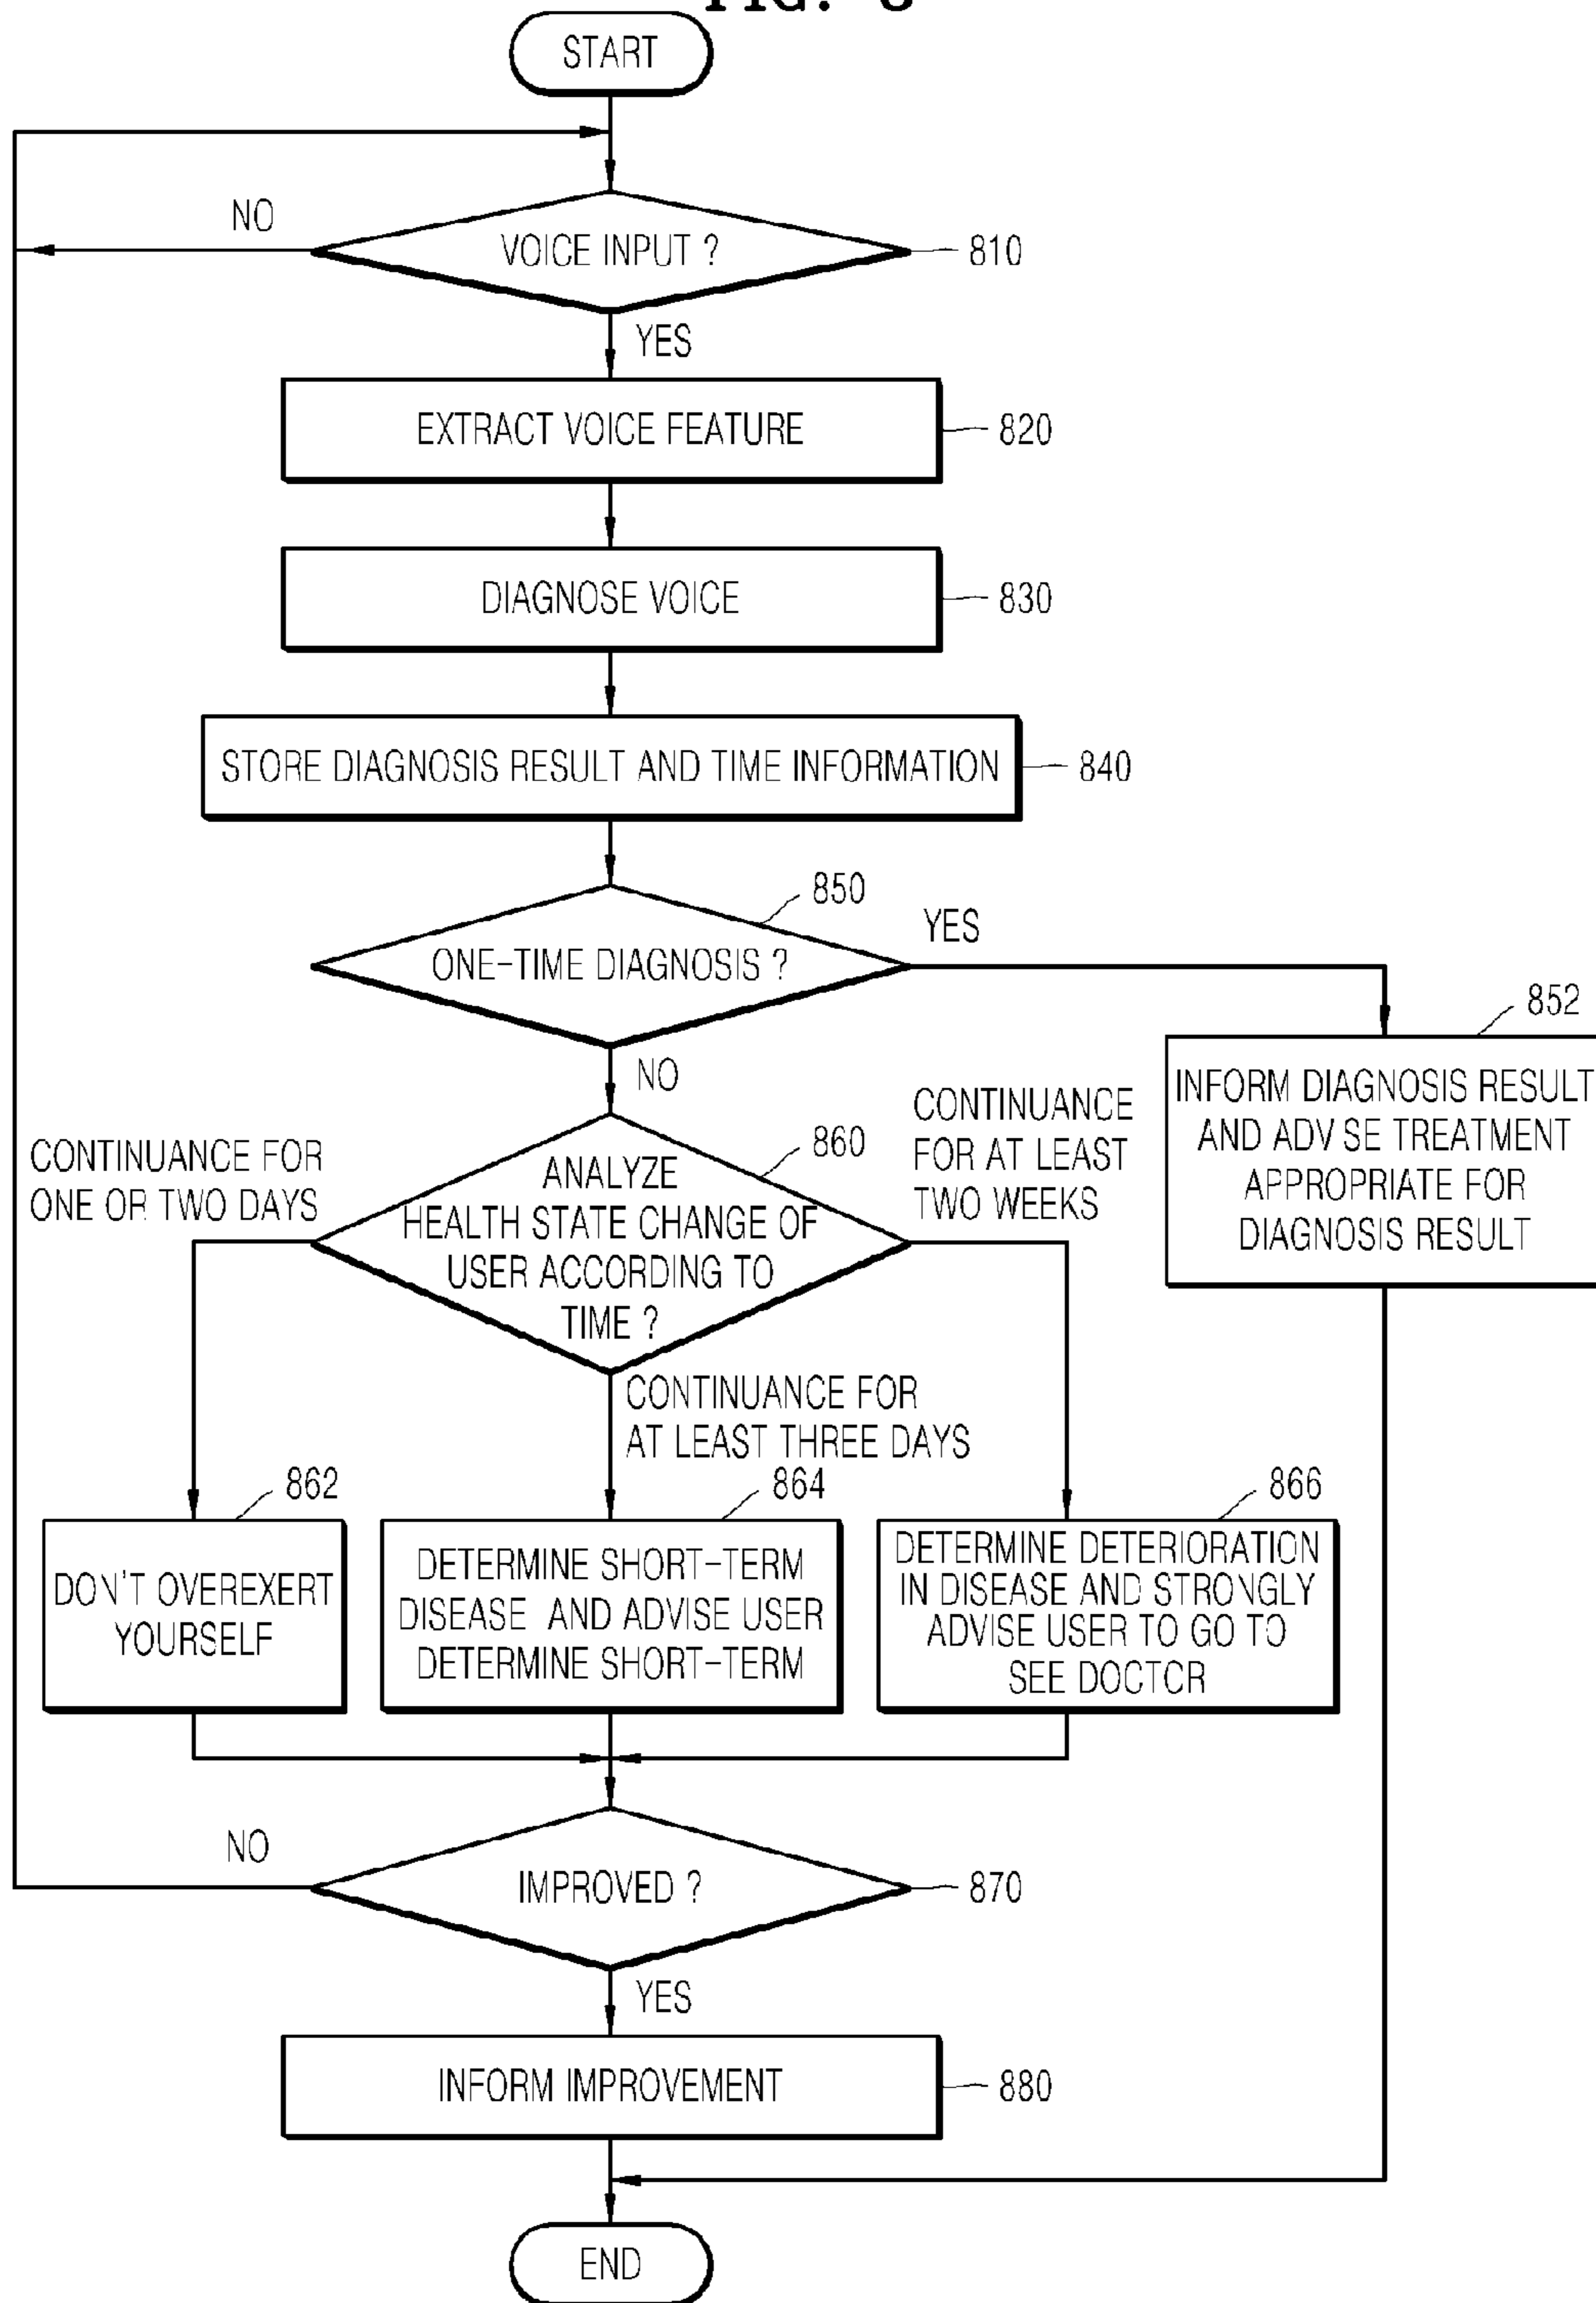 FIG. 8
START
NO
VOICE INPUT ?
810
YES
EXTRACT VOICE FEATURE
820
DIAGNOSE VOICE
830
STORE DIAGNOSIS RESULT AND TIME INFORMATION
840
850
ONE-TIME DIAGNOSIS ?
YES
852
INFORM DIAGNOSIS RESULT
AND ADVISE TREATMENT
APPROPRIATE FOR
DIAGNOSIS RESULT
NO
CONTINUANCE FOR
ONE OR TWO DAYS
860
ANALYZE
HEALTH STATE CHANGE OF
USER ACCORDING TO
TIME ?
CONTINUANCE
FOR AT LEAST
TWO WEEKS
CONTINUANCE FOR
AT LEAST THREE DAYS
862
DON'T OVEREXERT
YOURSELF
864
DETERMINE SHORT-TERM
DISEASE AND ADVISE USER
DETERMINE SHORT-TERM
866
DETERMINE DETERIORATION
IN DISEASE AND STRONGLY
ADVISE USER TO GO TO
SEE DOCTOR
NO
IMPROVED ?
870
YES
INFORM IMPROVEMENT
880
END